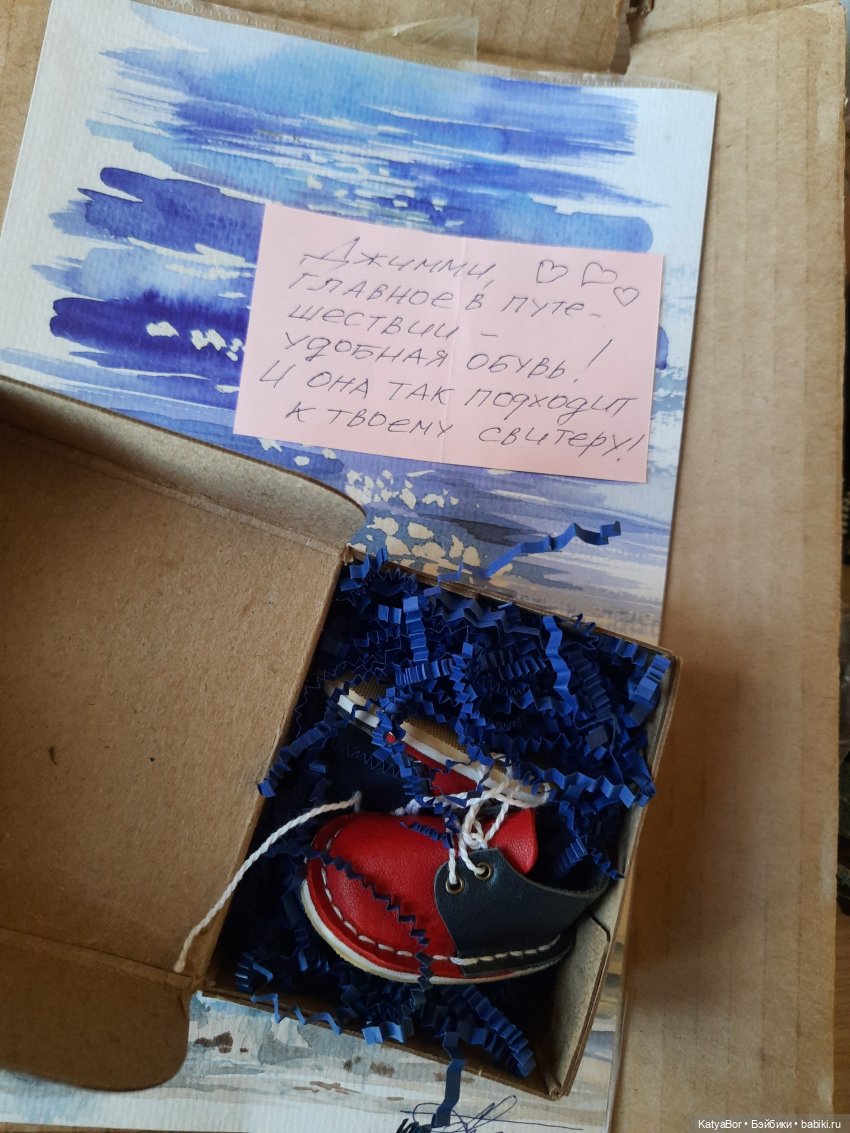 Джимми,
главное в путе-
шествии -
удобная обувь!
И она так подходит
к твоему свитеру!
KatyaBor • Бэйбики • babiki.ru